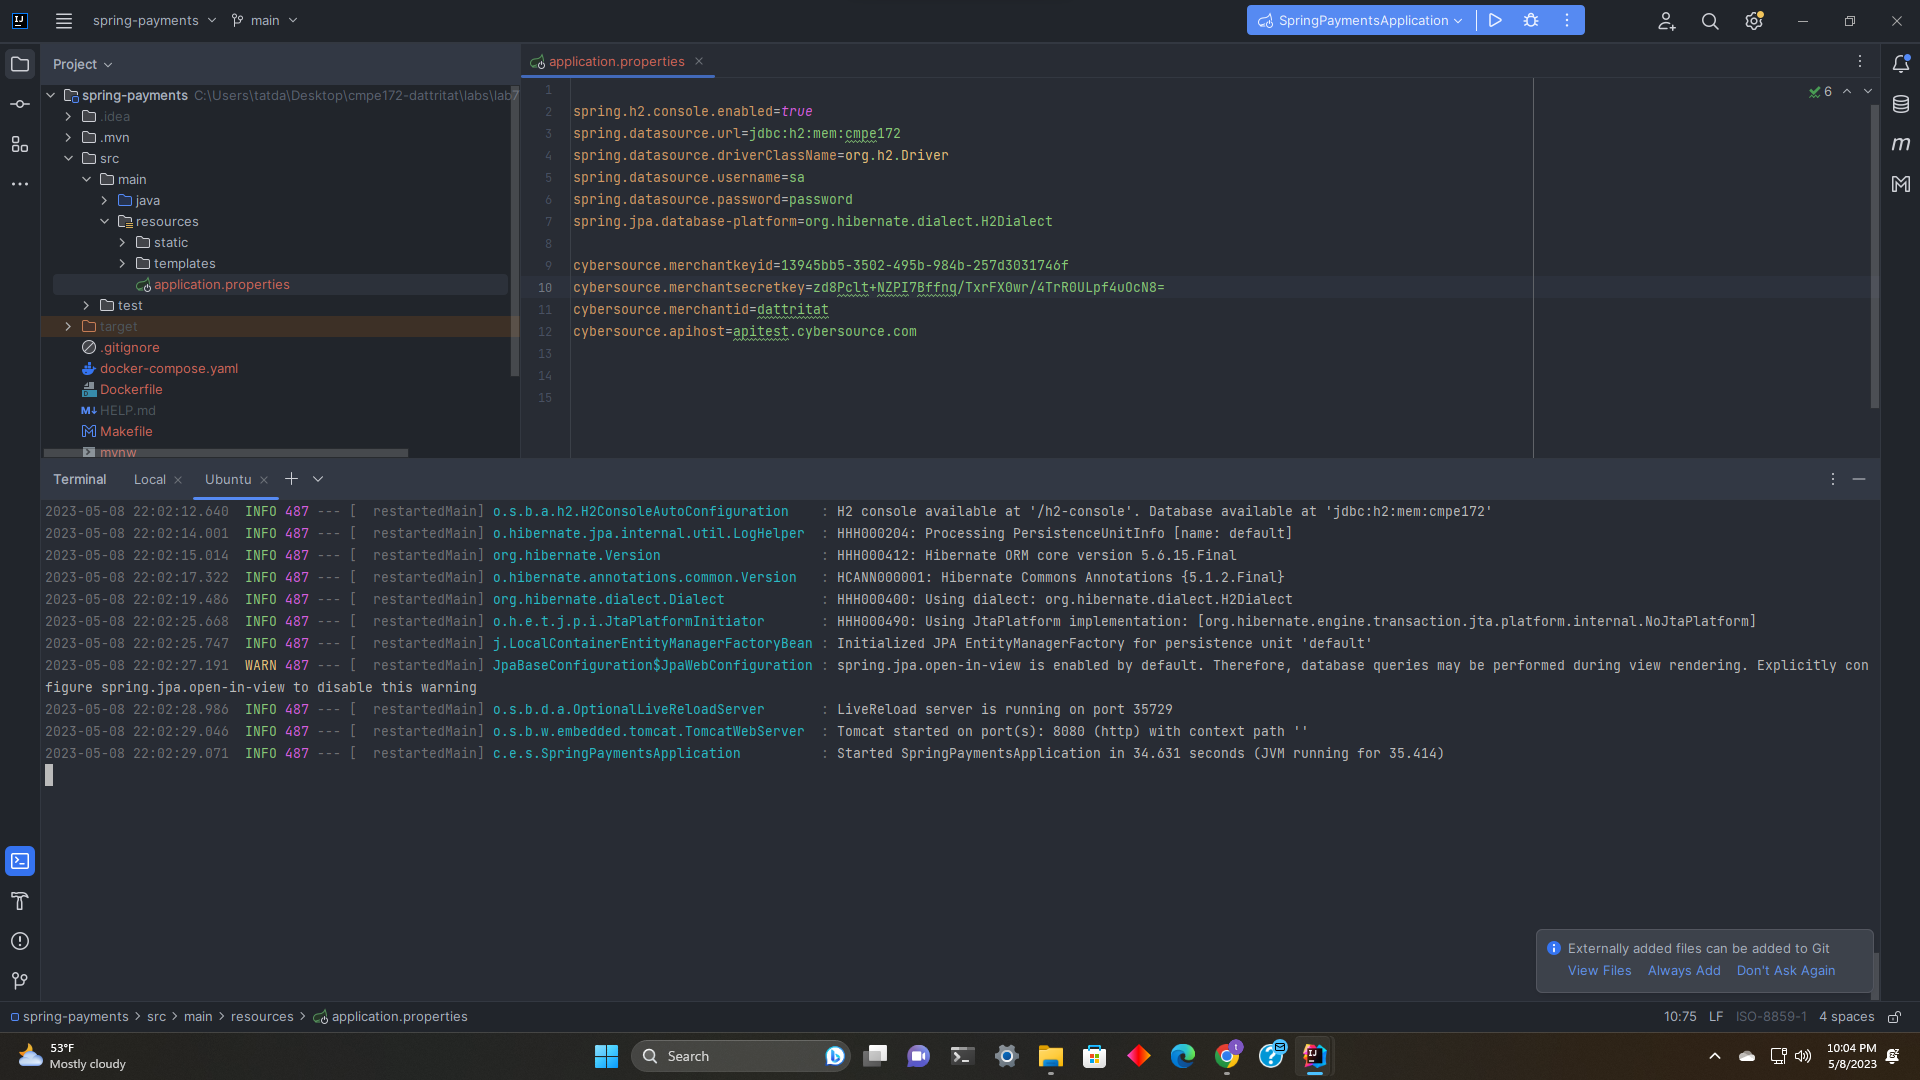 spring-payments
main
SpringPaymentsApplication
Project
spring-payments C:\Users\tatda\Desktop\cmpe172-dattritat\labs\lab7
.idea
.mvn
src
main
java
resources
static
templates
application.properties
test
target
.gitignore
docker-compose.yaml
Dockerfile
HELP.md
Makefile
mvnw
application.properties
6
1
2 spring.h2.console.enabled=true
3 spring.datasource.url=jdbc:h2:mem:cmpe172
4 spring.datasource.driverClassName=org.h2.Driver
5 spring.datasource.username=sa
6 spring.datasource.password=password
7 spring.jpa.database-platform=org.hibernate.dialect.H2Dialect
8
9 cybersource.merchantkeyid=13945bb5-3502-495b-984b-257d3031746f
10 cybersource.merchantsecretkey=zd8Pclt+NZPI7Bffnq/TxrFX0wr/4TrR0ULpf4uOcN8=
11 cybersource.merchantid=dattritat
12 cybersource.apihost=apitest.cybersource.com
13
14
15
Terminal Local Ubuntu
2023-05-08 22:02:12.640 INFO 487 --- [ restartedMain] o.s.b.a.h2.H2ConsoleAutoConfiguration : H2 console available at '/h2-console'. Database available at 'jdbc:h2:mem:cmpe172'
2023-05-08 22:02:14.001 INFO 487 --- [ restartedMain] o.hibernate.jpa.internal.util.LogHelper : HHH000204: Processing PersistenceUnitInfo [name: default]
2023-05-08 22:02:15.014 INFO 487 --- [ restartedMain] org.hibernate.Version : HHH000412: Hibernate ORM core version 5.6.15.Final
2023-05-08 22:02:17.322 INFO 487 --- [ restartedMain] o.hibernate.annotations.common.Version : HCANN000001: Hibernate Commons Annotations {5.1.2.Final}
2023-05-08 22:02:19.486 INFO 487 --- [ restartedMain] org.hibernate.dialect.Dialect : HHH000400: Using dialect: org.hibernate.dialect.H2Dialect
2023-05-08 22:02:25.668 INFO 487 --- [ restartedMain] o.h.e.t.j.p.i.JtaPlatformInitiator : HHH000490: Using JtaPlatform implementation: [org.hibernate.engine.transaction.jta.platform.internal.NoJtaPlatform]
2023-05-08 22:02:25.747 INFO 487 --- [ restartedMain] j.LocalContainerEntityManagerFactoryBean : Initialized JPA EntityManagerFactory for persistence unit 'default'
2023-05-08 22:02:27.191 WARN 487 --- [ restartedMain] JpaBaseConfiguration$JpaWebConfiguration : spring.jpa.open-in-view is enabled by default. Therefore, database queries may be performed during view rendering. Explicitly con
figure spring.jpa.open-in-view to disable this warning
2023-05-08 22:02:28.986 INFO 487 --- [ restartedMain] o.s.b.d.a.OptionalLiveReloadServer : LiveReload server is running on port 35729
2023-05-08 22:02:29.046 INFO 487 --- [ restartedMain] o.s.b.w.embedded.tomcat.TomcatWebServer : Tomcat started on port(s): 8080 (http) with context path ''
2023-05-08 22:02:29.071 INFO 487 --- [ restartedMain] c.e.s.SpringPaymentsApplication : Started SpringPaymentsApplication in 34.631 seconds (JVM running for 35.414)
Externally added files can be added to Git
View Files Always Add Don't Ask Again
spring-payments > src > main > resources > application.properties
10:75 LF ISO-8859-1 4 spaces
53°F
Mostly cloudy
Search
10:04 PM
5/8/2023